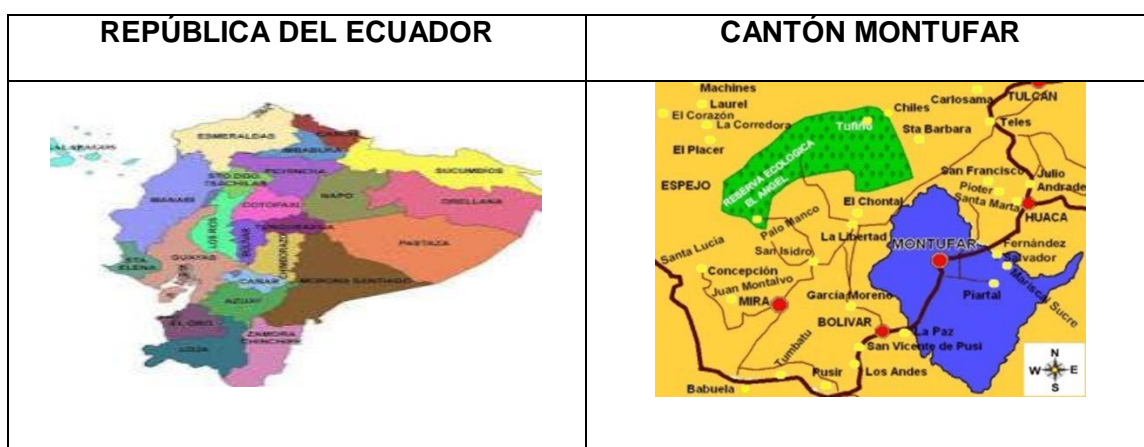 REPÚBLICA DEL ECUADOR
CANTÓN MONTUFAR
ESMERALDAS
IMBABURA
SUCUMBIOS
STO.DGO.
TSACHILAS
PICHINCHA
NAPO
ORELLANA
MANABI
COTOPAXI
LOS RIOS
BOLIVAR
TUNGURAHUA
PASTAZA
STA.
ELENA
GUAYAS
CHIMBORAZO
MORONA SANTIAGO
CAÑAR
AZUAY
EL ORO
ZAMORA
CHINCHIPE
LOJA
Machines
Laurel
El Corazón
La Corredora
El Placer
ESPEJO
RESERVA ECOLOGICA
EL ANGEL
Tufiño
Chiles
Carlosama
TULCÁN
Teles
Sta Barbara
San Francisco
Julio
Andrade
Pioter
Santa Marta
HUACA
El Chontal
Palo Manco
La Libertad
MONTUFAR
Fernández
Salvador
Santa Lucia
San Isidro
Concepción
Juan Montalvo
MIRA
García Moreno
Piartal
Mariscal Sucre
BOLIVAR
La Paz
San Vicente de Pusi
Tumbatu
Los Andes
Pusir
Babuela
N
W
E
S